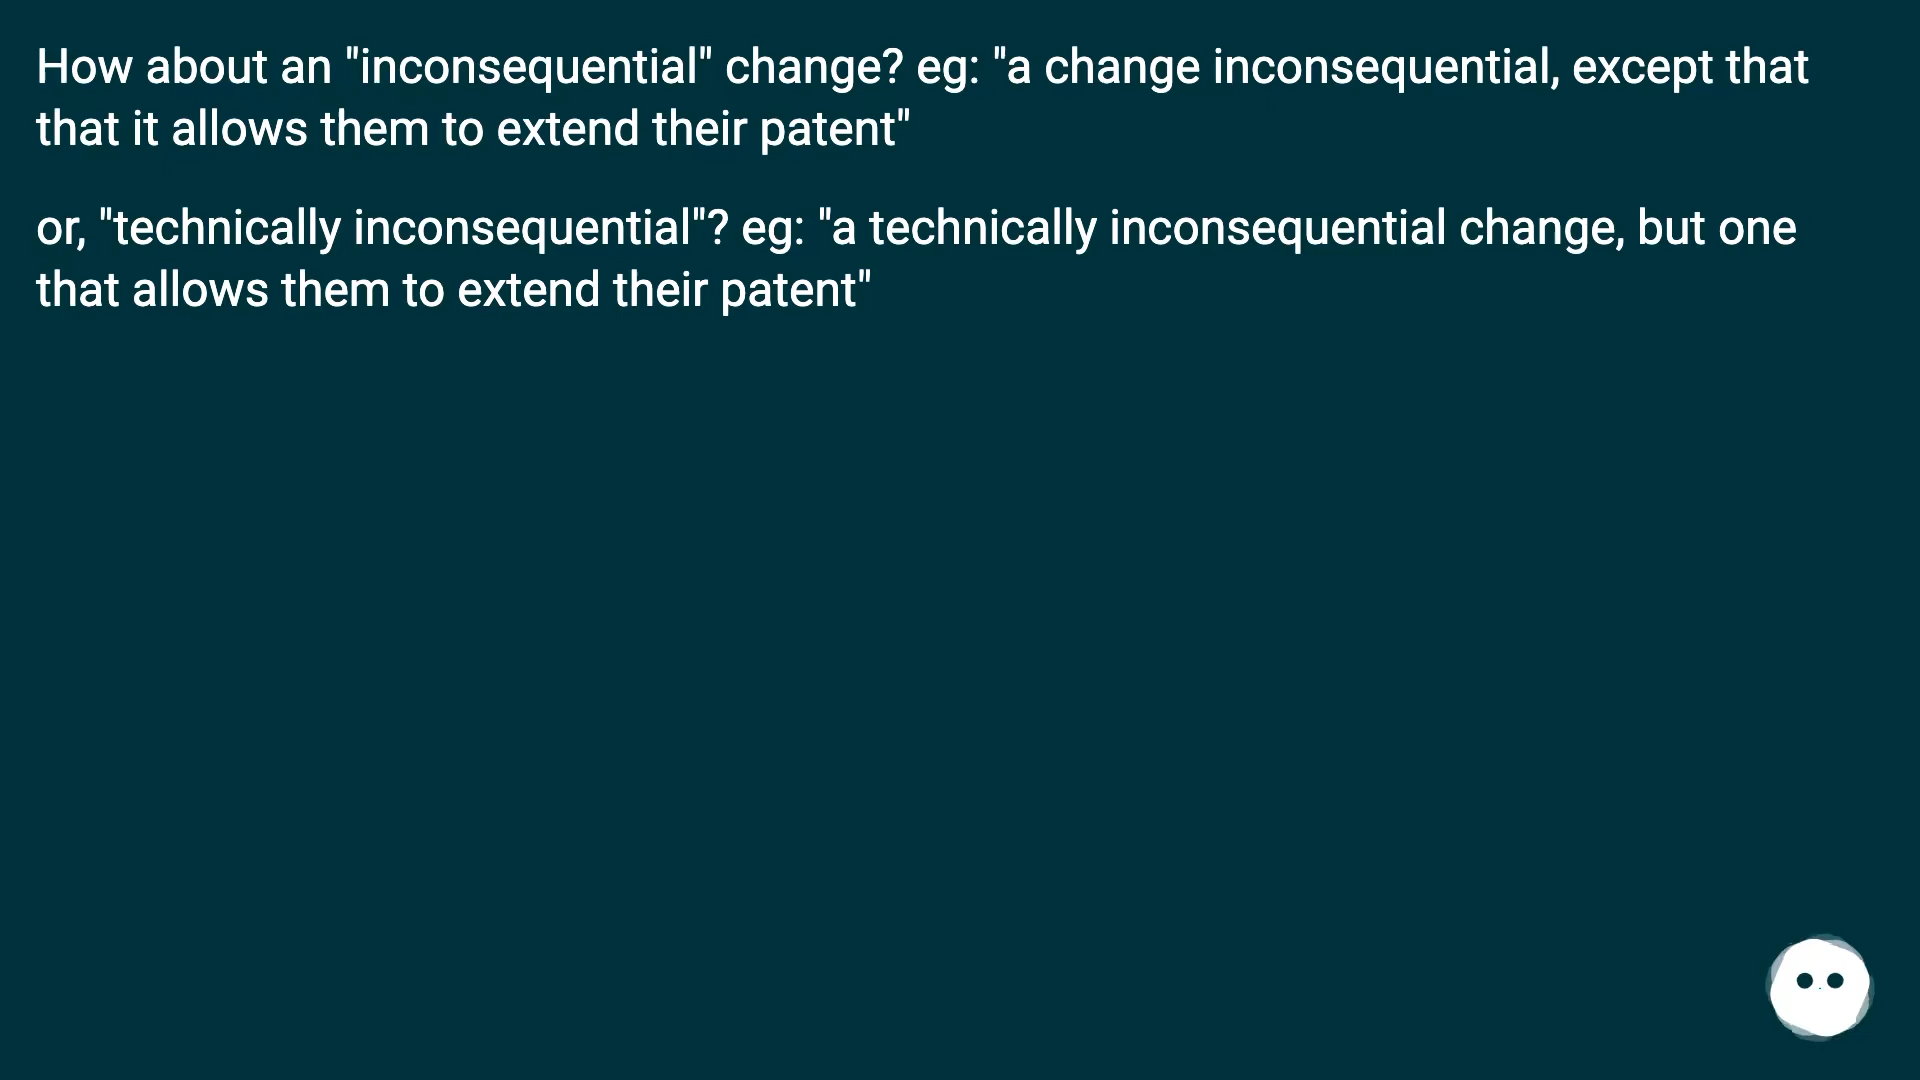 How about an "inconsequential" change? eg: "a change inconsequential, except that
that it allows them to extend their patent"
or, "technically inconsequential"? eg: "a technically inconsequential change, but one
that allows them to extend their patent"